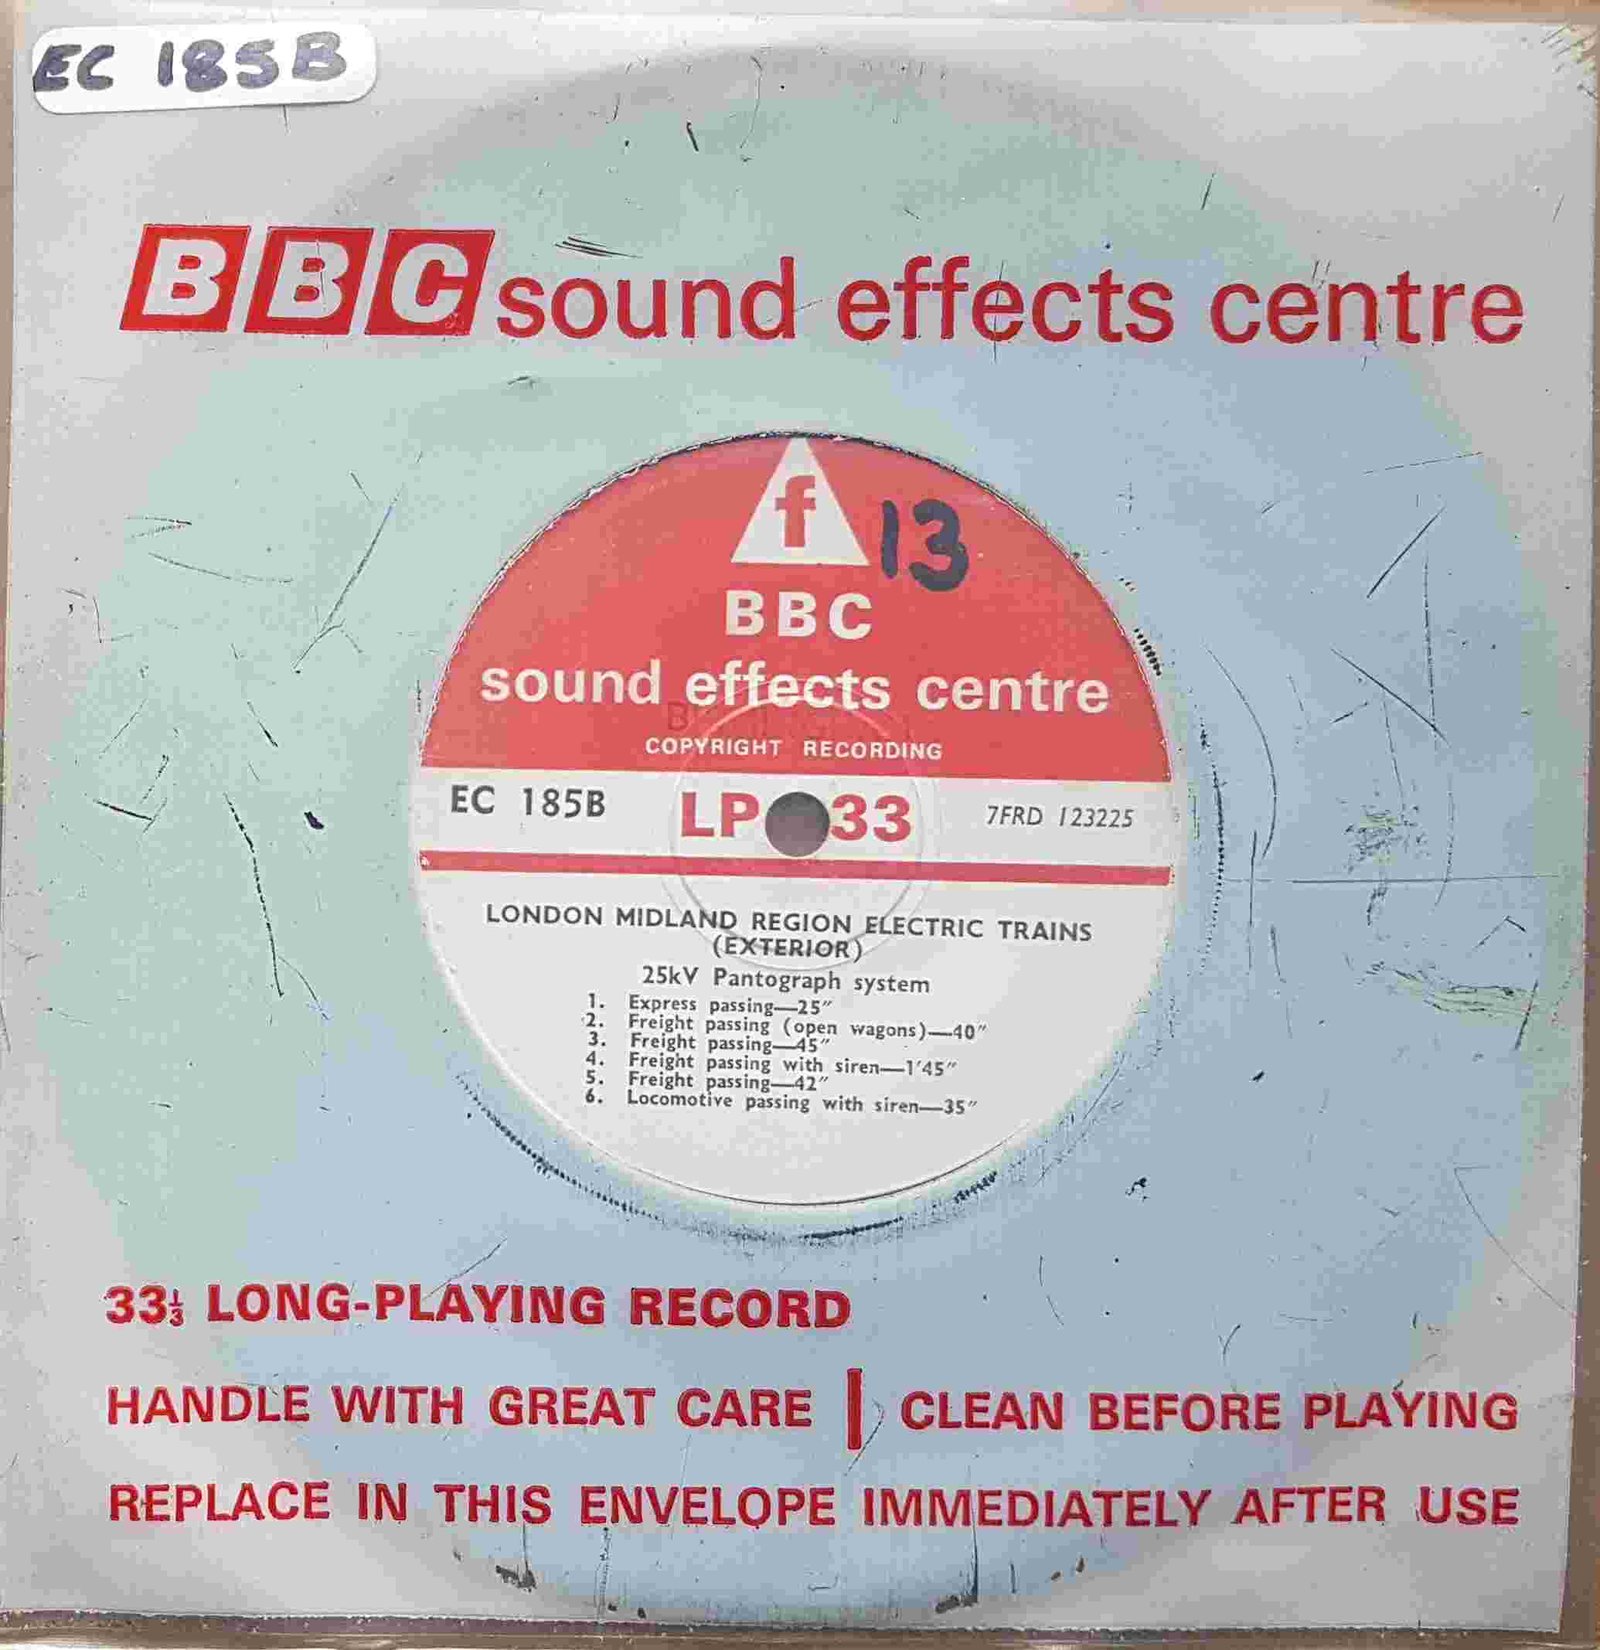 EC 185B
BBC sound effects centre
f 13
BBC
sound effects centre
COPYRIGHT RECORDING
EC 185B LP 33 7FRD 123225
LONDON MIDLAND REGION ELECTRIC TRAINS
(EXTERIOR)
25kV Pantograph system
1. Express passing—25″
2. Freight passing (open wagons)—40″
3. Freight passing—45″
4. Freight passing with siren—1′45″
5. Freight passing—42″
6. Locomotive passing with siren—35″
33⅓ LONG-PLAYING RECORD
HANDLE WITH GREAT CARE | CLEAN BEFORE PLAYING
REPLACE IN THIS ENVELOPE IMMEDIATELY AFTER USE